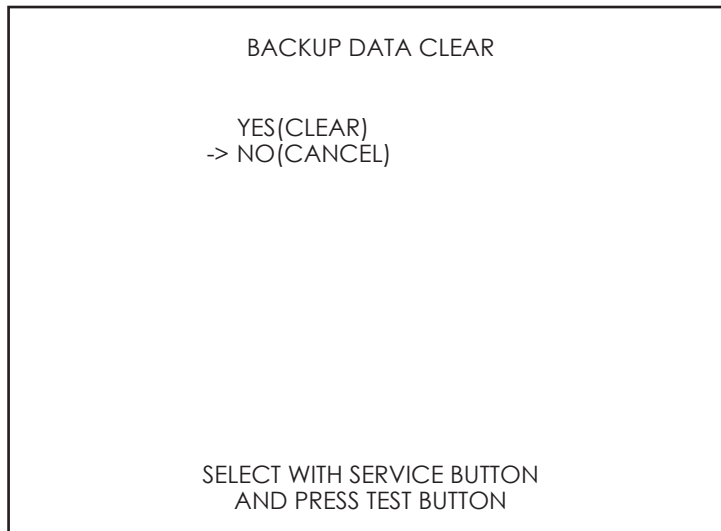 BACKUP DATA CLEAR
YES(CLEAR)
-> NO(CANCEL)
SELECT WITH SERVICE BUTTON
AND PRESS TEST BUTTON